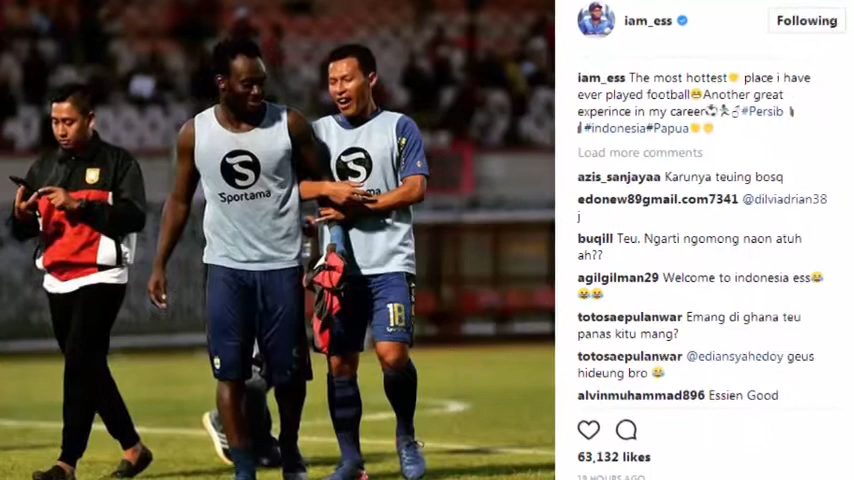 iam_ess
Following
iam_ess The most hottest place i have
ever played football Another great
experince in my career #Persib
#indonesia#Papua
Load more comments
azis_sanjayaa Karunya teuing bosq
edonew89gmail.com7341 @dilviadrian38
j
buqill Teu. Ngarti ngomong naon atuh
ah??
agilgilman29 Welcome to indonesia ess
totosaepulanwar Emang di ghana teu
panas kitu mang?
totosaepulanwar @ediansyahedoy geus
hideung bro
alvinmuhammad896 Essien Good
63,132 likes
19 HOURS AGO
S
Sportama
S
Sportama
18